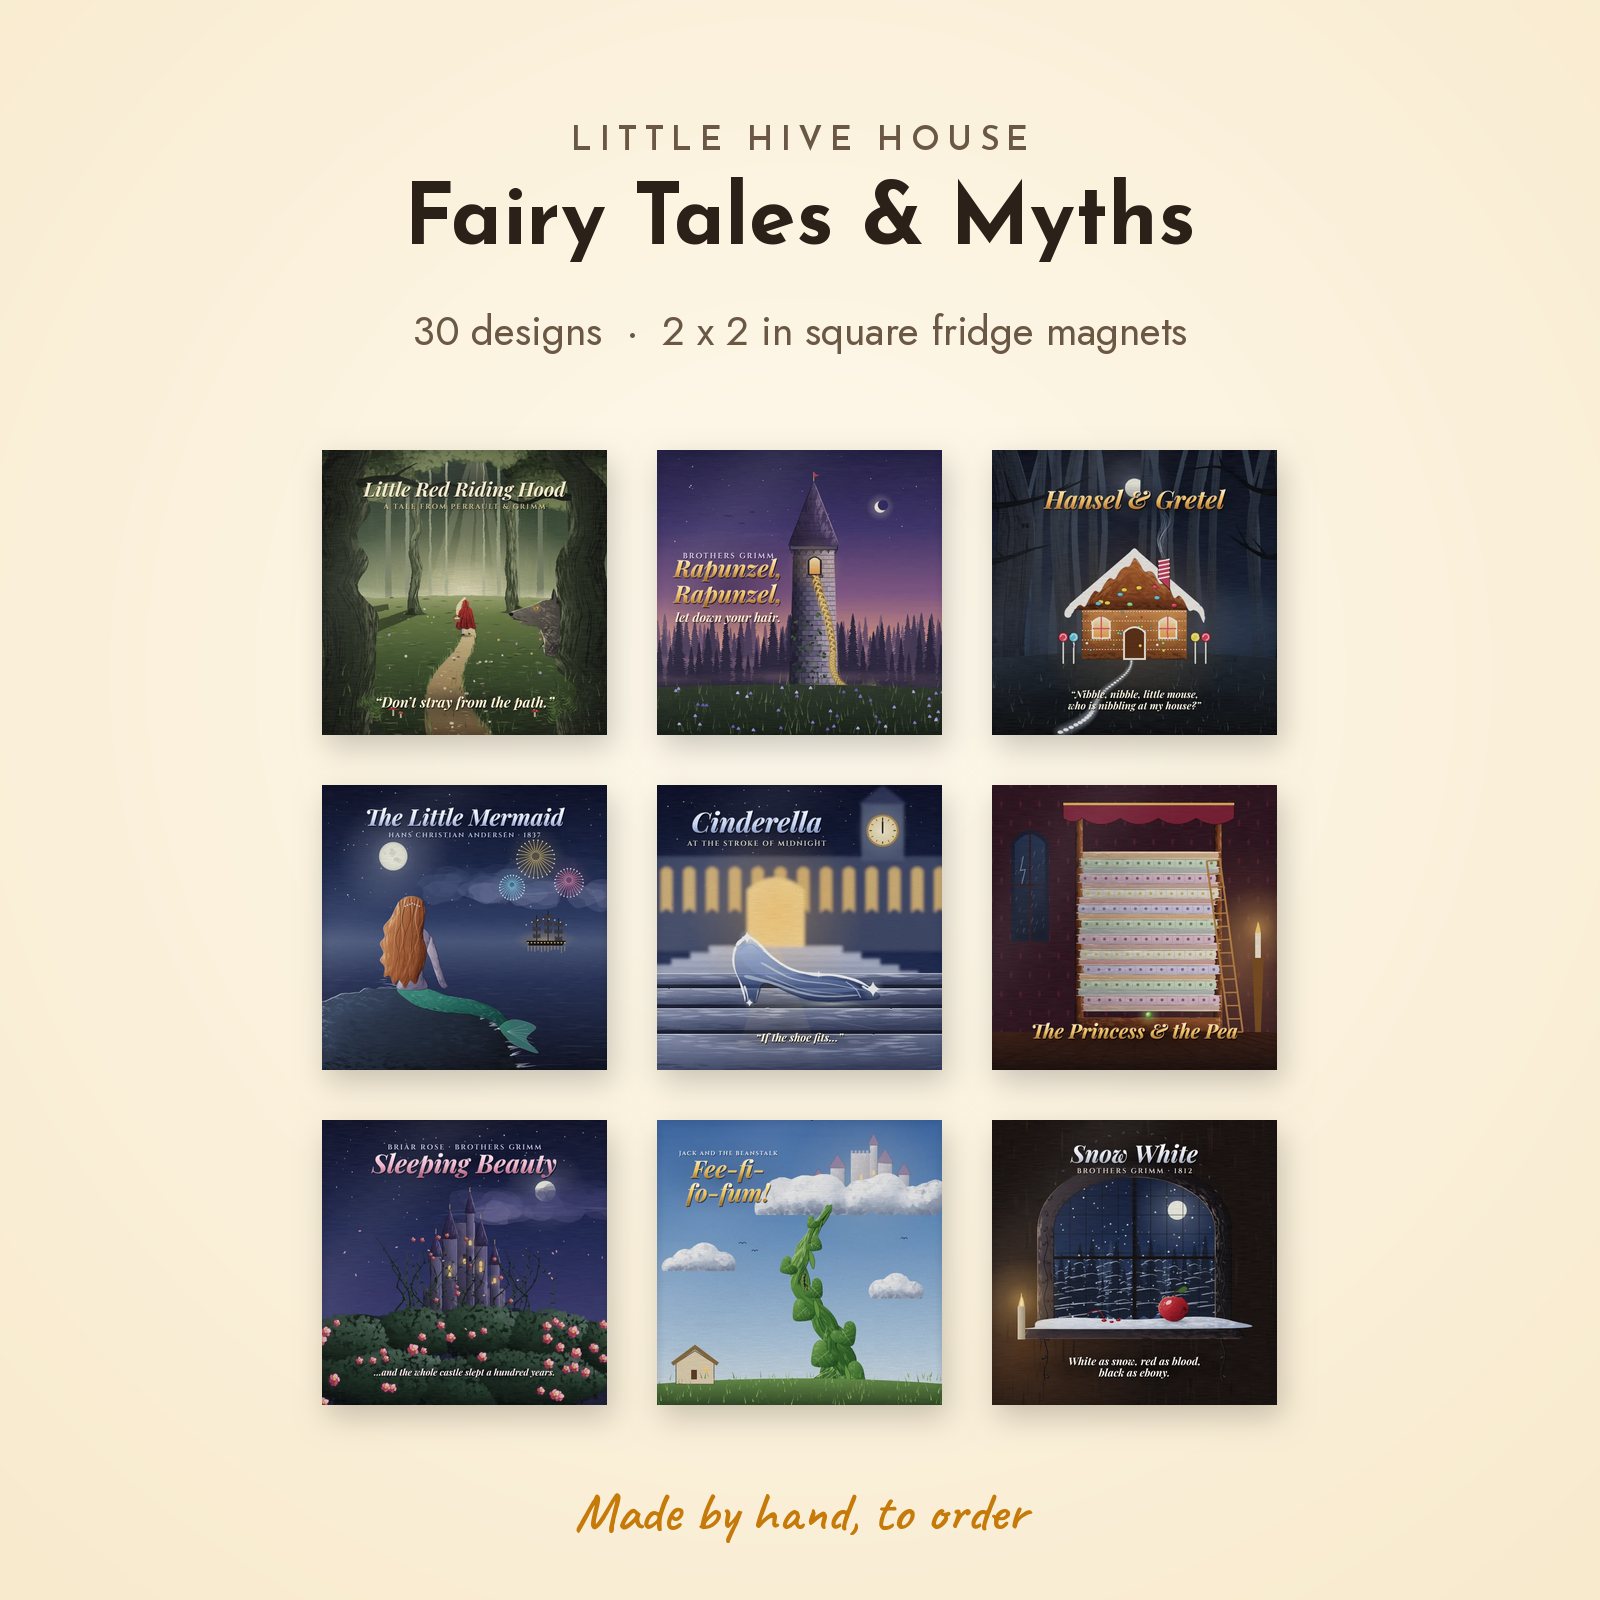 LITTLE HIVE HOUSE
Fairy Tales & Myths
30 designs · 2 x 2 in square fridge magnets
Little Red Riding Hood
A TALE FROM PERRAULT & GRIMM
“Don’t stray from the path.”
BROTHERS GRIMM
Rapunzel,
Rapunzel,
let down your hair.
Hansel & Gretel
“Nibble, nibble, little mouse,
who is nibbling at my house?”
The Little Mermaid
HANS CHRISTIAN ANDERSEN · 1837
Cinderella
AT THE STROKE OF MIDNIGHT
“If the shoe fits...”
The Princess & the Pea
BRIAR ROSE · BROTHERS GRIMM
Sleeping Beauty
...and the whole castle slept a hundred years.
JACK AND THE BEANSTALK
Fee-fi-
fo-fum!
Snow White
BROTHERS GRIMM · 1812
White as snow, red as blood,
black as ebony.
Made by hand, to order